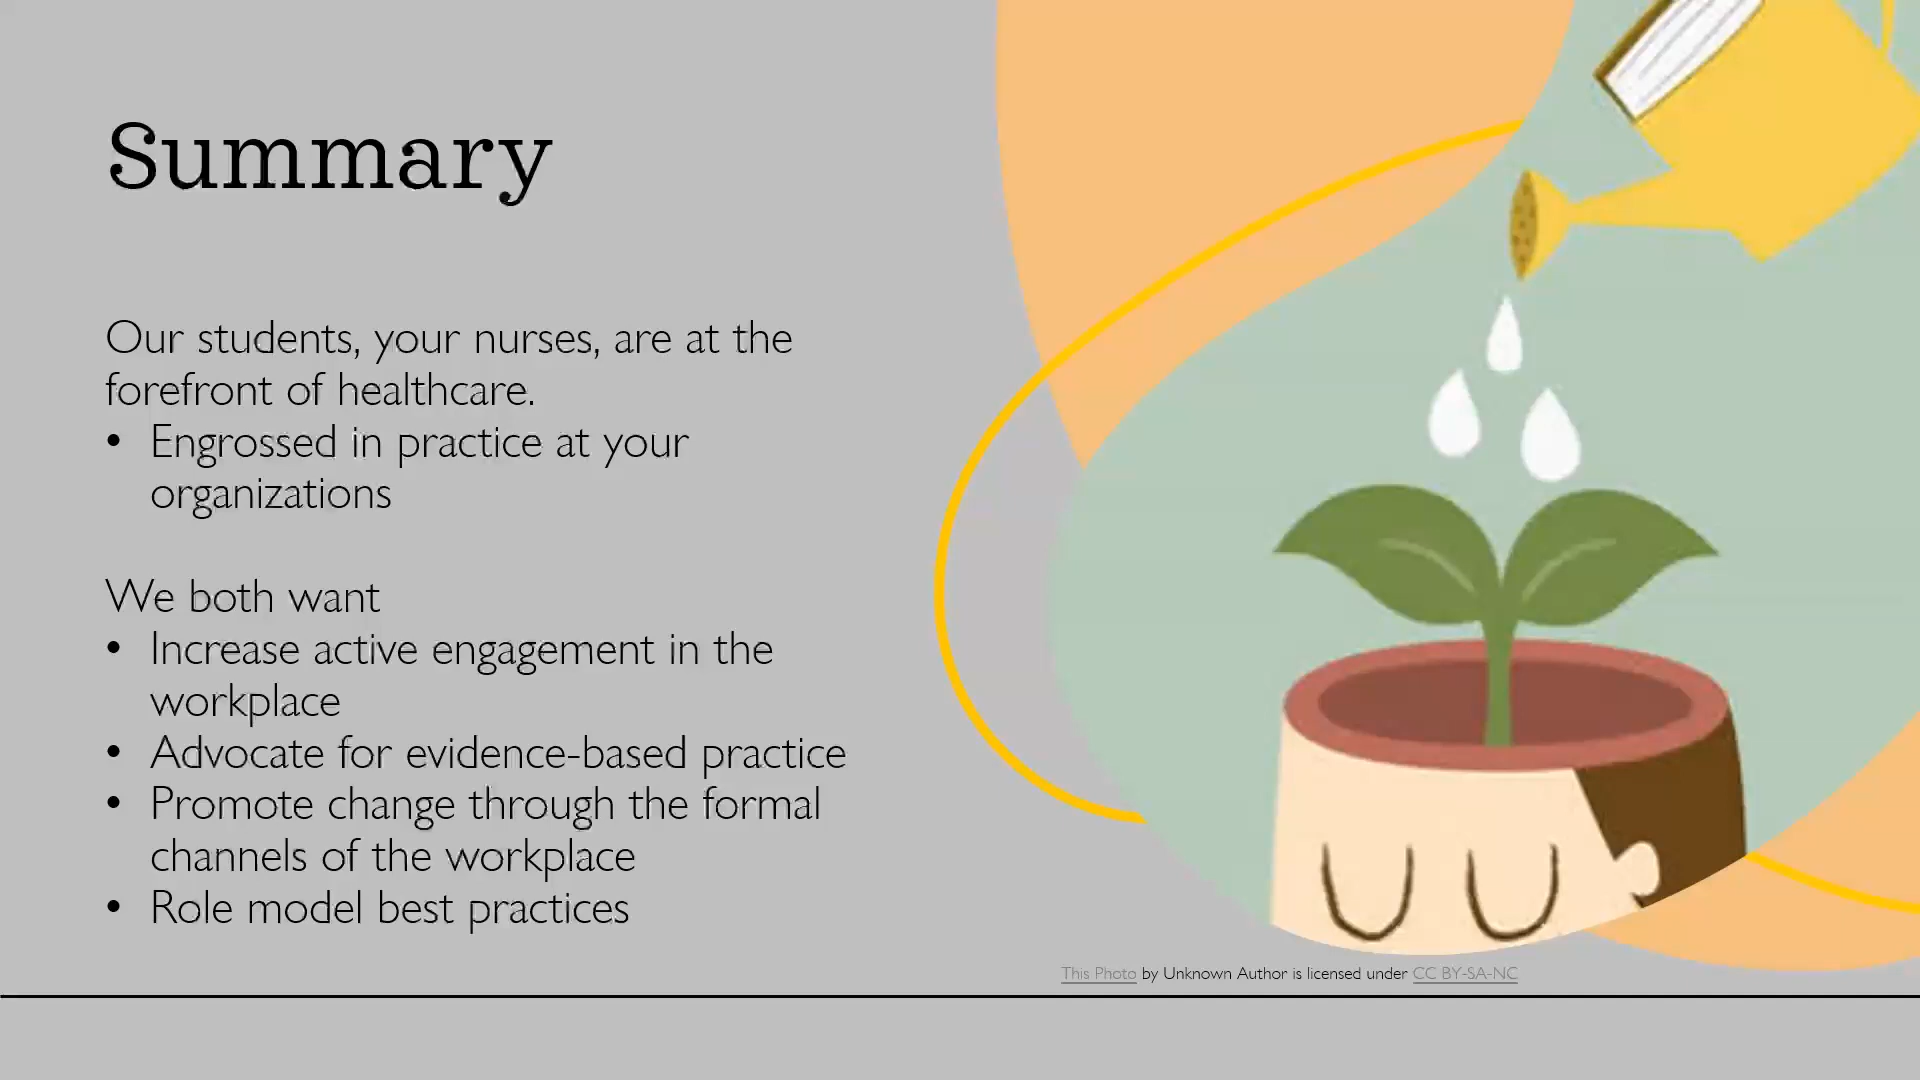 Summary
Our students, your nurses, are at the
forefront of healthcare.
• Engrossed in practice at your
organizations
We both want
• Increase active engagement in the
workplace
• Advocate for evidence-based practice
• Promote change through the formal
channels of the workplace
• Role model best practices
This Photo by Unknown Author is licensed under CC BY-SA-NC